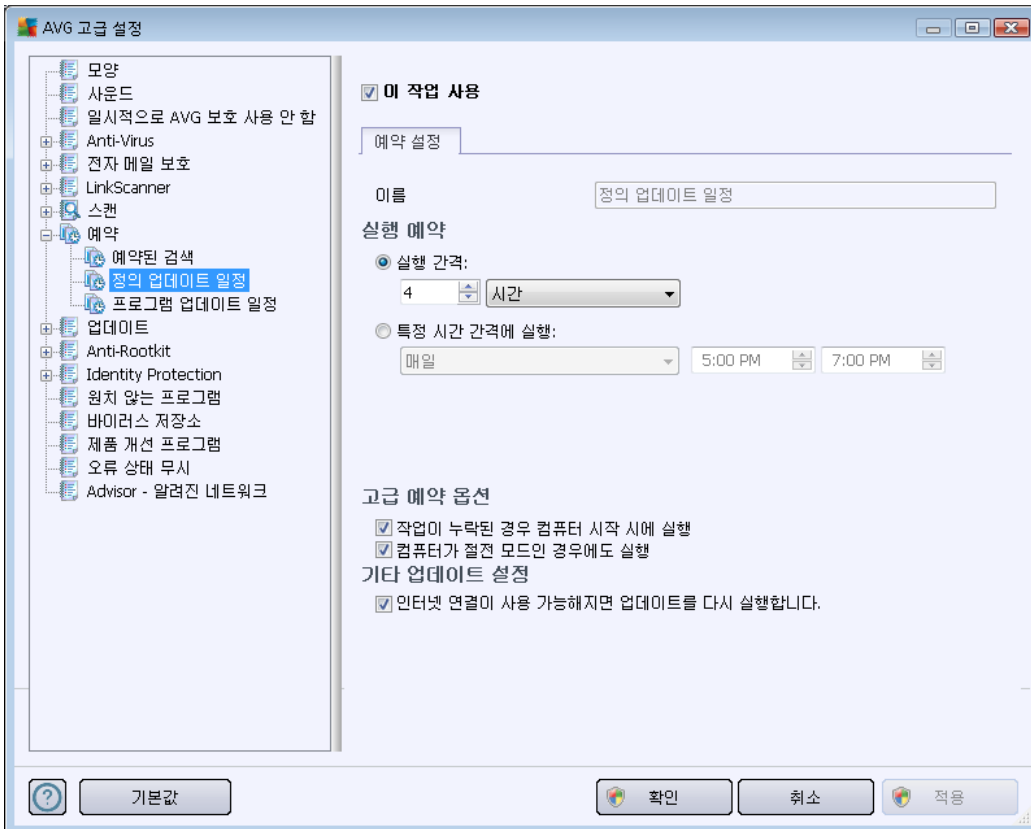 AVG 고급 설정
모양
사운드
일시적으로 AVG 보호 사용 안 함
Anti-Virus
전자 메일 보호
LinkScanner
스캔
예약
예약된 검색
정의 업데이트 일정
프로그램 업데이트 일정
업데이트
Anti-Rootkit
Identity Protection
원치 않는 프로그램
바이러스 저장소
제품 개선 프로그램
오류 상태 무시
Advisor - 알려진 네트워크
이 작업 사용
예약 설정
이름 정의 업데이트 일정
실행 예약
실행 간격:
4 시간
특정 시간 간격에 실행:
매일 5:00 PM 7:00 PM
고급 예약 옵션
작업이 누락된 경우 컴퓨터 시작 시에 실행
컴퓨터가 절전 모드인 경우에도 실행
기타 업데이트 설정
인터넷 연결이 사용 가능해지면 업데이트를 다시 실행합니다.
기본값 확인 취소 적용